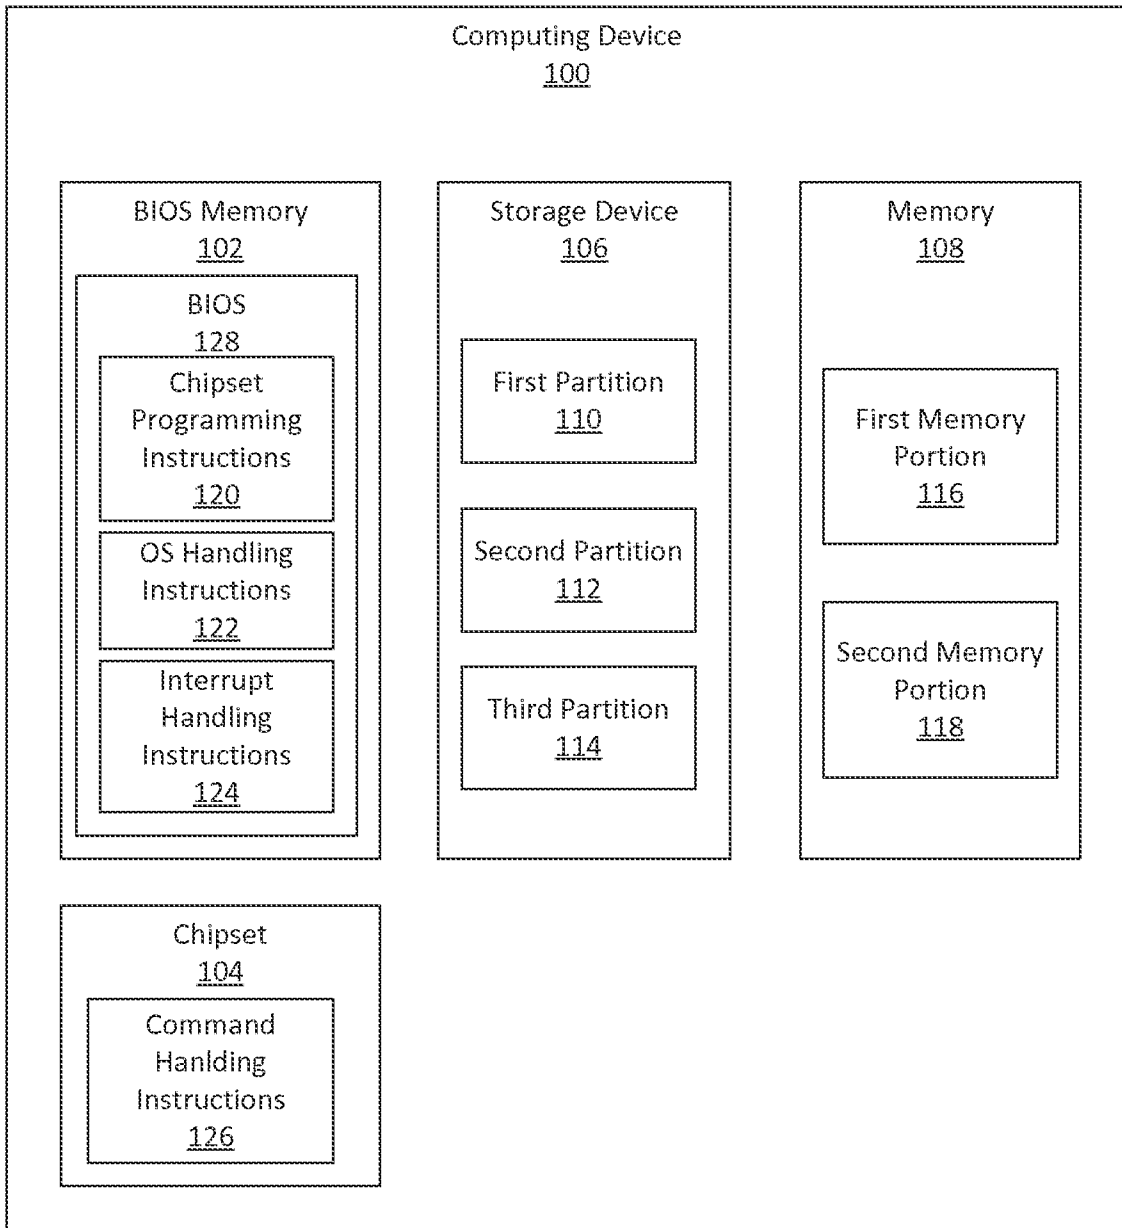 Computing Device
100
BIOS Memory
102
BIOS
128
Chipset
Programming
Instructions
120
OS Handling
Instructions
122
Interrupt
Handling
Instructions
124
Storage Device
106
First Partition
110
Second Partition
112
Third Partition
114
Memory
108
First Memory
Portion
116
Second Memory
Portion
118
Chipset
104
Command
Hanlding
Instructions
126